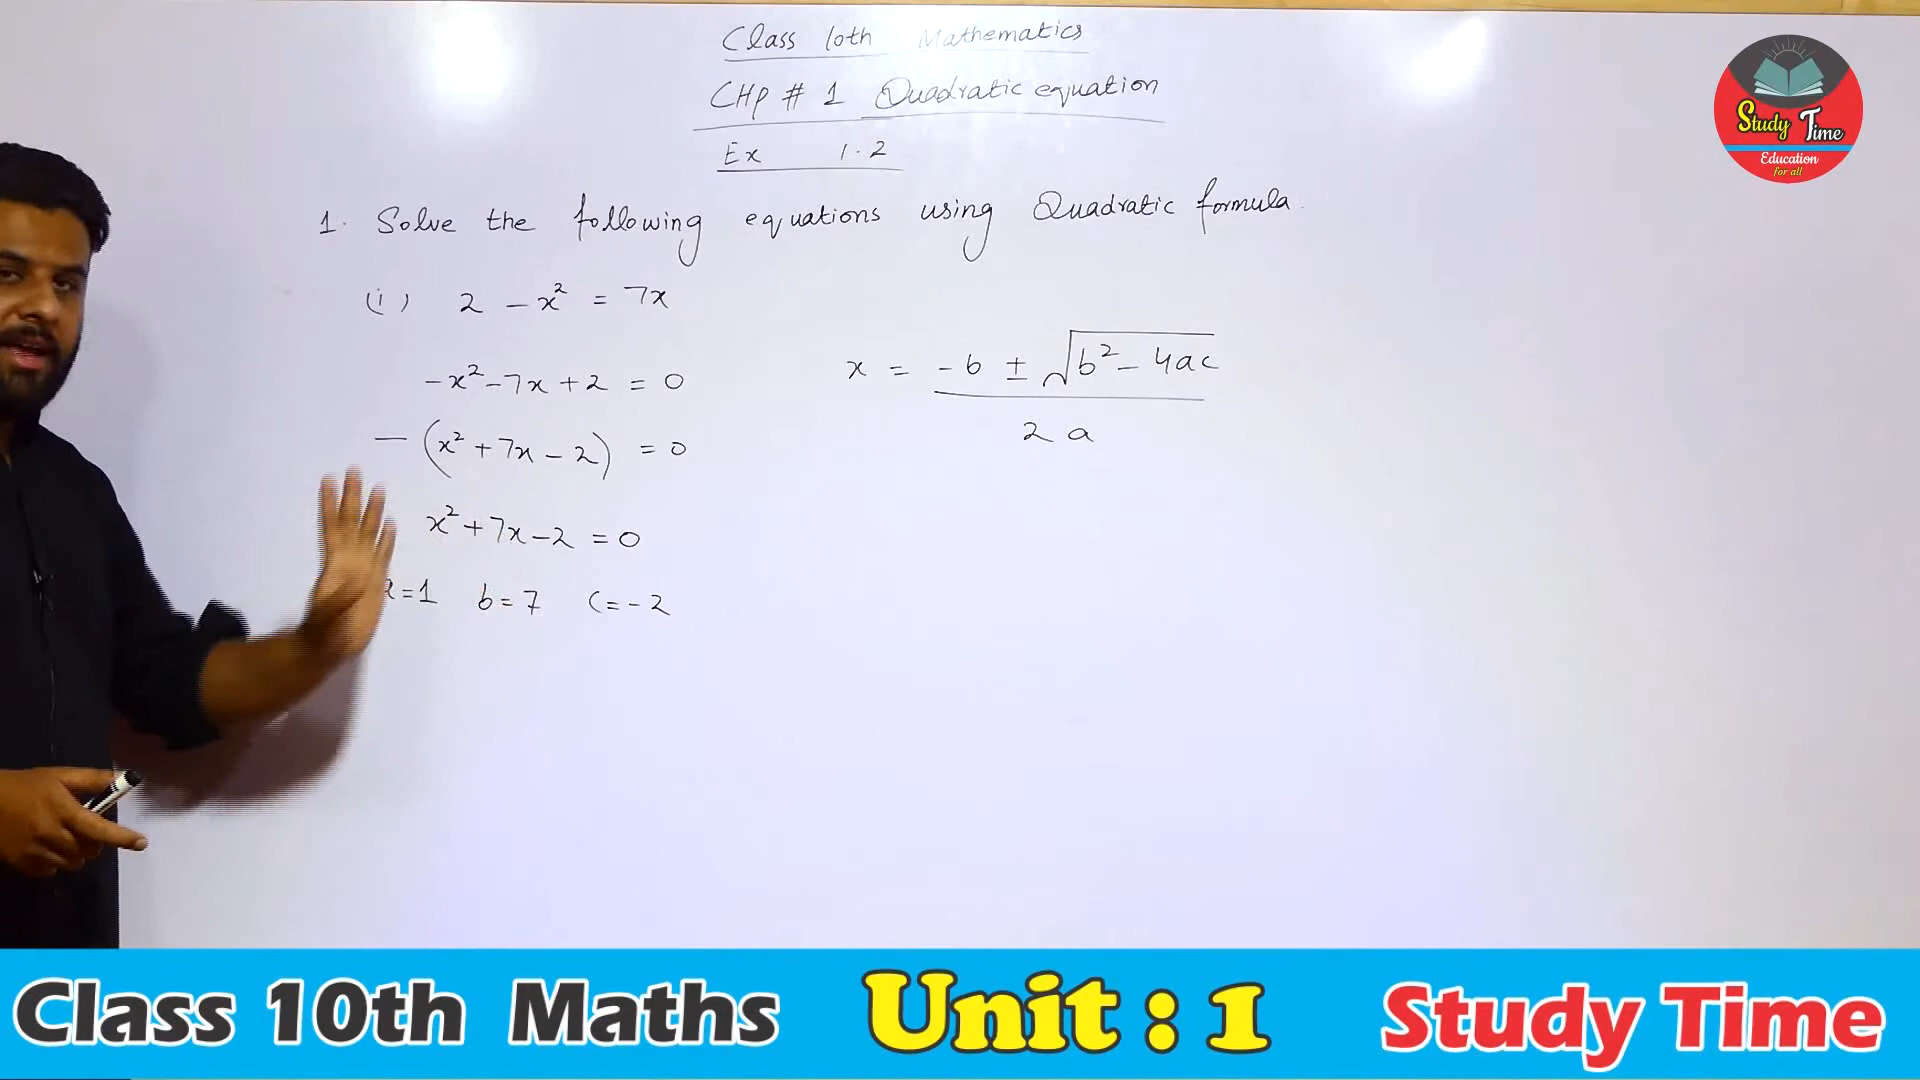 Class 10th Mathematics
CHP # 1 Quadratic equation
Ex 1.2
1. Solve the following equations using Quadratic formula.
(i) 2 - x² = 7x
-x² - 7x + 2 = 0
- (x² + 7x - 2) = 0
x² + 7x - 2 = 0
a = 1 b = 7 c = -2
x = -b ± √b² - 4ac
2a
Study Time
Education
for all
Class 10th Maths Unit : 1 Study Time